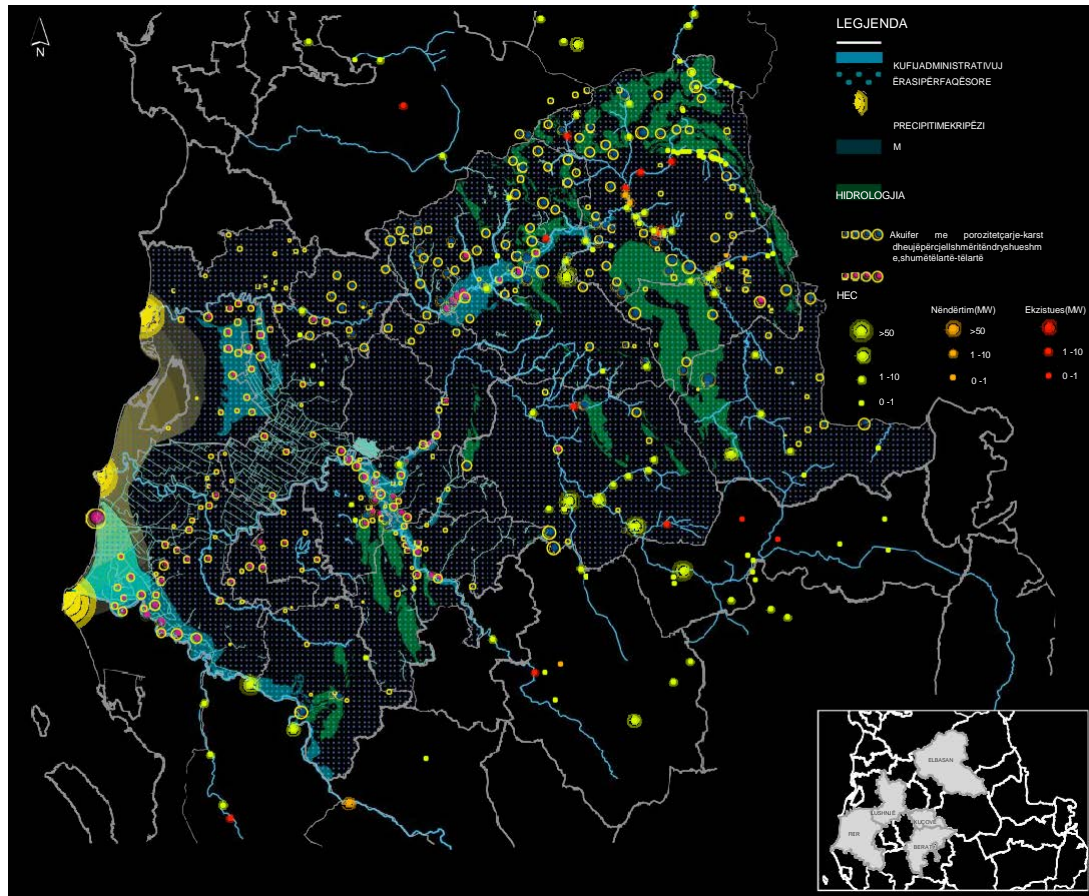 N
LEGJENDA
KUFIJADMINISTRATIVUJ
ËRASIPËRFAQËSORE
PRECIPITIMEKRIPËZI
M
HIDROLOGJIA
Akuifer me porozitetçarje-karst
dheujëpërcjellshmëritëndryshueshm
e,shumëtëlartë-tëlartë
HEC
Nëndërtim(MW) Ekzistues(MW)
>50 >50
1 -10 1 -10
1 -10 0 -1 0 -1
0 -1
ELBASAN
LUSHNJË
KUÇOVË
FIER
BERAT